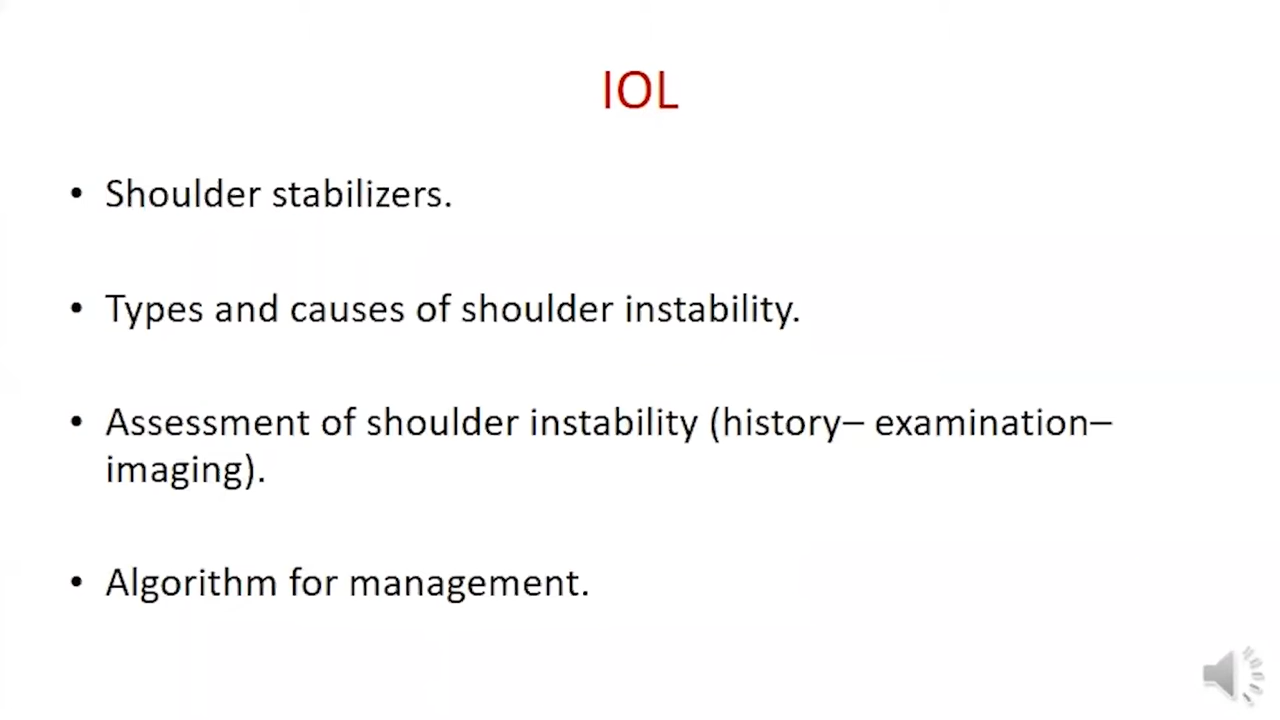 IOL
• Shoulder stabilizers.
• Types and causes of shoulder instability.
• Assessment of shoulder instability (history– examination–
imaging).
• Algorithm for management.